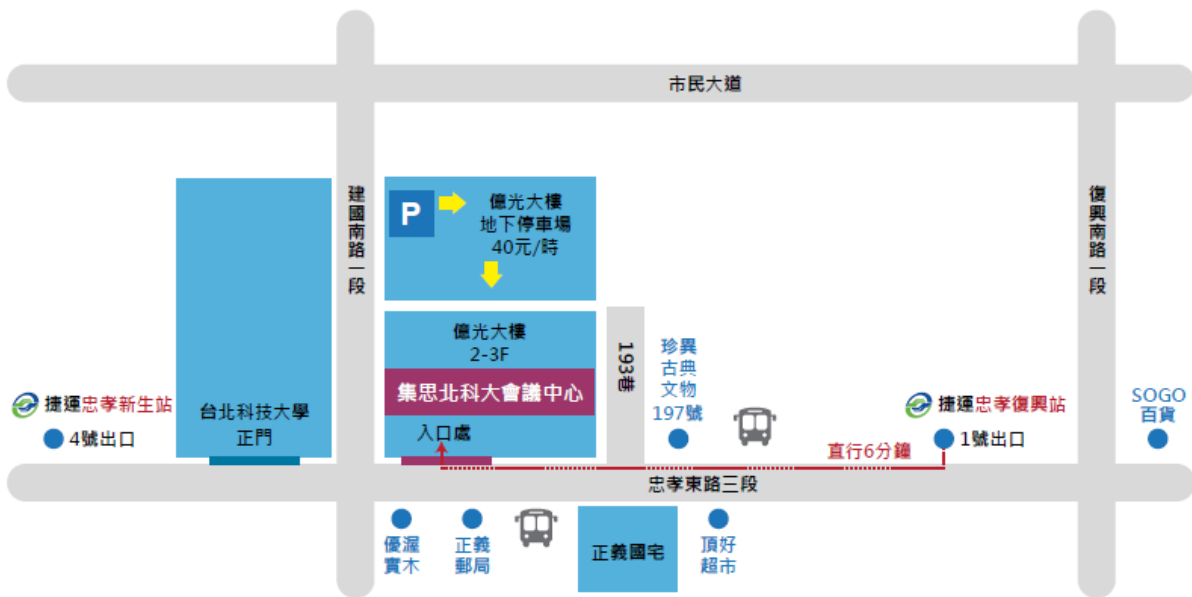 市民大道
建國南路一段
復興南路一段
P
億光大樓
地下停車場
40元/時
億光大樓
2-3F
集思北科大會議中心
入口處
193巷
珍異
古典
文物
197號
捷運忠孝新生站
4號出口
台北科技大學
正門
捷運忠孝復興站
1號出口
SOGO
百貨
直行6分鐘
忠孝東路三段
優渥
實木
正義
郵局
正義國宅
頂好
超市